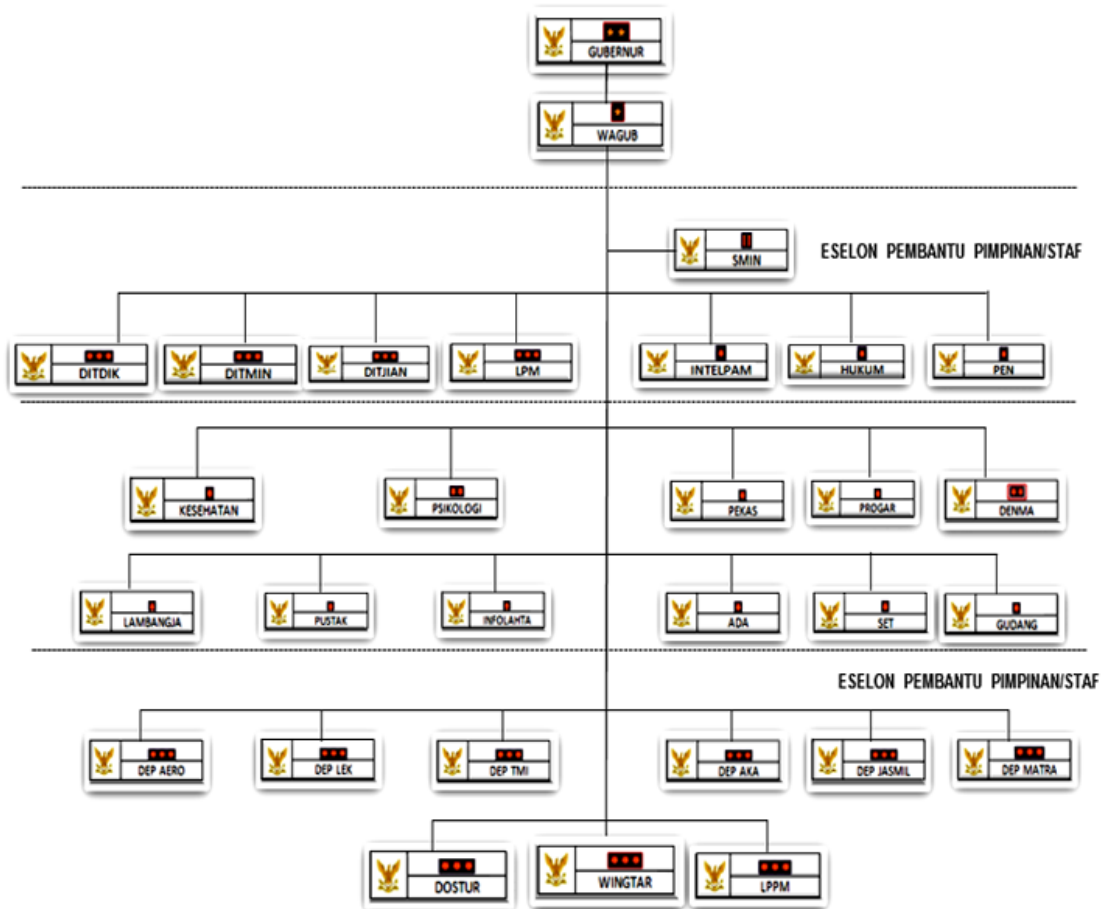 GUBERNUR
WAGUB
SMIN
ESELON PEMBANTU PIMPINAN/STAF
DITDIK
DITMIN
DITJIAN
LPM
INTELPAM
HUKUM
PEN
KESEHATAN
PSIKOLOGI
PEKAS
PROGAR
DENMA
LAMBANGJA
PUSTAK
INFOLAHTA
ADA
SET
GUDANG
ESELON PEMBANTU PIMPINAN/STAF
DEP AERO
DEP LEK
DEP TMI
DEP AKA
DEP JASMIL
DEP MATRA
DOSTUR
WINGTAR
LPPM